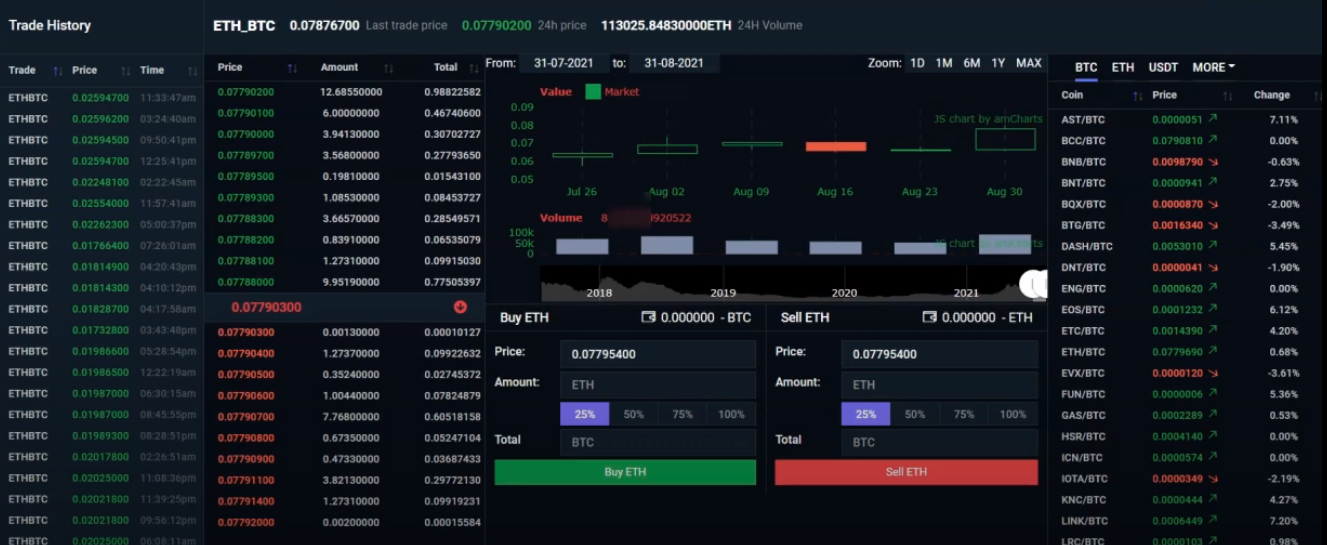 Trade History
ETH_BTC 0.07876700 Last trade price 0.07790200 24h price 113025.84830000ETH 24H Volume
Trade Price Time
ETHBTC 0.02594700 11:33:47am
ETHBTC 0.02596200 03:24:40am
ETHBTC 0.02594500 09:50:41pm
ETHBTC 0.02594700 12:25:41pm
ETHBTC 0.02248100 02:22:45am
ETHBTC 0.02554000 11:57:41am
ETHBTC 0.02262300 05:00:37pm
ETHBTC 0.01766400 07:26:01am
ETHBTC 0.01814900 04:20:43pm
ETHBTC 0.01814300 04:10:12pm
ETHBTC 0.01828700 04:17:58am
ETHBTC 0.01732800 03:43:48pm
ETHBTC 0.01986600 05:28:54pm
ETHBTC 0.01986500 12:22:19am
ETHBTC 0.01987000 06:30:15am
ETHBTC 0.01987000 08:45:55pm
ETHBTC 0.01989300 08:28:51pm
ETHBTC 0.02017800 02:26:51am
ETHBTC 0.02025000 11:08:36pm
ETHBTC 0.02021800 11:39:25pm
ETHBTC 0.02021800 09:56:12pm
ETHBTC 0.02025000 06:08:11am
Price Amount Total
0.07790200 12.68550000 0.98822582
0.07790100 6.00000000 0.46740600
0.07790000 3.94130000 0.30702727
0.07789700 3.56800000 0.27793650
0.07789500 0.19810000 0.01543100
0.07789300 1.08530000 0.08453727
0.07788300 3.66570000 0.28549571
0.07788200 0.83910000 0.06535079
0.07788100 1.27310000 0.09915030
0.07788000 9.95190000 0.77505397
0.07790300
0.07790300 0.00130000 0.00010127
0.07790400 1.27370000 0.09922632
0.07790500 0.35240000 0.02745372
0.07790600 1.00440000 0.07824879
0.07790700 7.76800000 0.60518158
0.07790800 0.67350000 0.05247104
0.07790900 0.47330000 0.03687433
0.07791100 3.82130000 0.29772130
0.07791400 1.27310000 0.09919231
0.07792000 0.00200000 0.00015584
From: 31-07-2021 to: 31-08-2021 Zoom: 1D 1M 6M 1Y MAX
Value Market
0.09
0.08
0.07
0.06
0.05
JS chart by amCharts
Jul 26 Aug 02 Aug 09 Aug 16 Aug 23 Aug 30
Volume
100k
50k
0
JS chart by amCharts
2018 2019 2020 2021
Buy ETH 0.000000 - BTC
Price: 0.07795400
Amount: ETH
25% 50% 75% 100%
Total BTC
Buy ETH
Sell ETH 0.000000 - ETH
Price: 0.07795400
Amount: ETH
25% 50% 75% 100%
Total BTC
Sell ETH
BTC ETH USDT MORE
Coin Price Change
AST/BTC 0.0000051 7.11%
BCC/BTC 0.0790810 0.00%
BNB/BTC 0.0098790 -0.63%
BNT/BTC 0.0000941 2.75%
BQX/BTC 0.0000870 -2.00%
BTG/BTC 0.0016340 -3.49%
DASH/BTC 0.0053010 5.45%
DNT/BTC 0.0000041 -1.90%
ENG/BTC 0.0000620 0.00%
EOS/BTC 0.0001232 6.12%
ETC/BTC 0.0014390 4.20%
ETH/BTC 0.0779690 0.68%
EVX/BTC 0.0000120 -3.61%
FUN/BTC 0.0000006 5.36%
GAS/BTC 0.0002289 0.53%
HSR/BTC 0.0004140 0.00%
ICN/BTC 0.0000574 0.00%
IOTA/BTC 0.0000349 -2.19%
KNC/BTC 0.0000444 4.27%
LINK/BTC 0.0006449 7.20%
LRC/BTC 0.0000103 0.98%